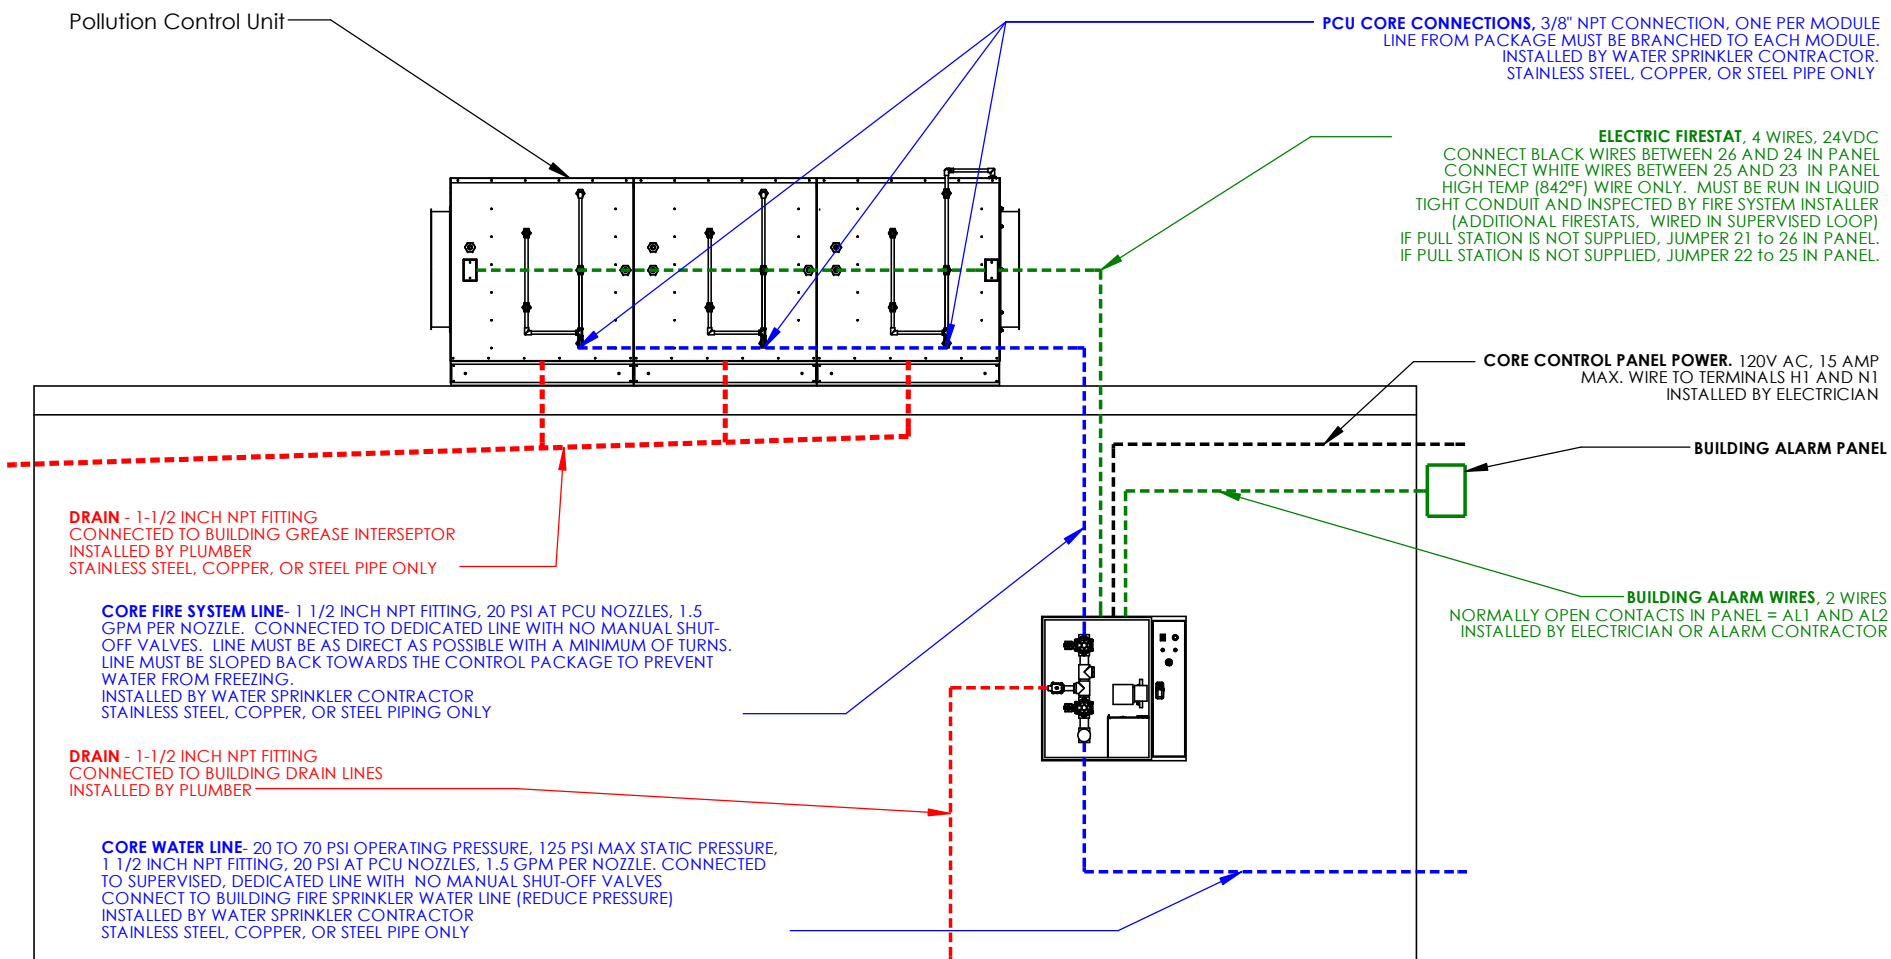 Pollution Control Unit
PCU CORE CONNECTIONS, 3/8" NPT CONNECTION, ONE PER MODULE
LINE FROM PACKAGE MUST BE BRANCHED TO EACH MODULE.
INSTALLED BY WATER SPRINKLER CONTRACTOR.
STAINLESS STEEL, COPPER, OR STEEL PIPE ONLY
ELECTRIC FIRESTAT, 4 WIRES, 24VDC
CONNECT BLACK WIRES BETWEEN 26 AND 24 IN PANEL
CONNECT WHITE WIRES BETWEEN 25 AND 23 IN PANEL
HIGH TEMP (842°F) WIRE ONLY. MUST BE RUN IN LIQUID
TIGHT CONDUIT AND INSPECTED BY FIRE SYSTEM INSTALLER
(ADDITIONAL FIRESTATS, WIRED IN SUPERVISED LOOP)
IF PULL STATION IS NOT SUPPLIED, JUMPER 21 to 26 IN PANEL.
IF PULL STATION IS NOT SUPPLIED, JUMPER 22 to 25 IN PANEL.
CORE CONTROL PANEL POWER. 120V AC, 15 AMP
MAX. WIRE TO TERMINALS H1 AND N1
INSTALLED BY ELECTRICIAN
BUILDING ALARM PANEL
BUILDING ALARM WIRES, 2 WIRES
NORMALLY OPEN CONTACTS IN PANEL = AL1 AND AL2
INSTALLED BY ELECTRICIAN OR ALARM CONTRACTOR
DRAIN - 1-1/2 INCH NPT FITTING
CONNECTED TO BUILDING GREASE INTERSEPTOR
INSTALLED BY PLUMBER
STAINLESS STEEL, COPPER, OR STEEL PIPE ONLY
CORE FIRE SYSTEM LINE- 1 1/2 INCH NPT FITTING, 20 PSI AT PCU NOZZLES, 1.5
GPM PER NOZZLE. CONNECTED TO DEDICATED LINE WITH NO MANUAL SHUT-
OFF VALVES. LINE MUST BE AS DIRECT AS POSSIBLE WITH A MINIMUM OF TURNS.
LINE MUST BE SLOPED BACK TOWARDS THE CONTROL PACKAGE TO PREVENT
WATER FROM FREEZING.
INSTALLED BY WATER SPRINKLER CONTRACTOR
STAINLESS STEEL, COPPER, OR STEEL PIPING ONLY
DRAIN - 1-1/2 INCH NPT FITTING
CONNECTED TO BUILDING DRAIN LINES
INSTALLED BY PLUMBER
CORE WATER LINE- 20 TO 70 PSI OPERATING PRESSURE, 125 PSI MAX STATIC PRESSURE,
1 1/2 INCH NPT FITTING, 20 PSI AT PCU NOZZLES, 1.5 GPM PER NOZZLE. CONNECTED
TO SUPERVISED, DEDICATED LINE WITH NO MANUAL SHUT-OFF VALVES
CONNECT TO BUILDING FIRE SPRINKLER WATER LINE (REDUCE PRESSURE)
INSTALLED BY WATER SPRINKLER CONTRACTOR
STAINLESS STEEL, COPPER, OR STEEL PIPE ONLY